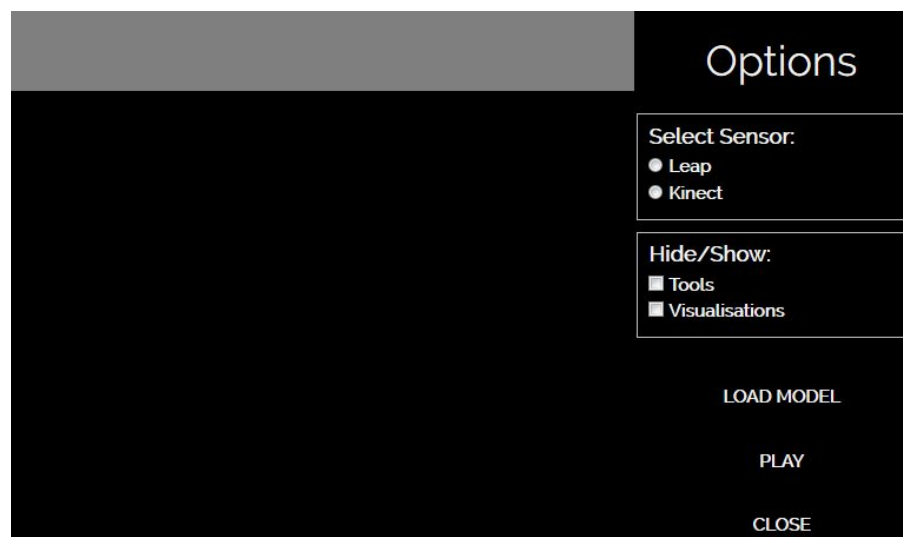 Options
Select Sensor:
Leap
Kinect
Hide/Show:
Tools
Visualisations
LOAD MODEL
PLAY
CLOSE